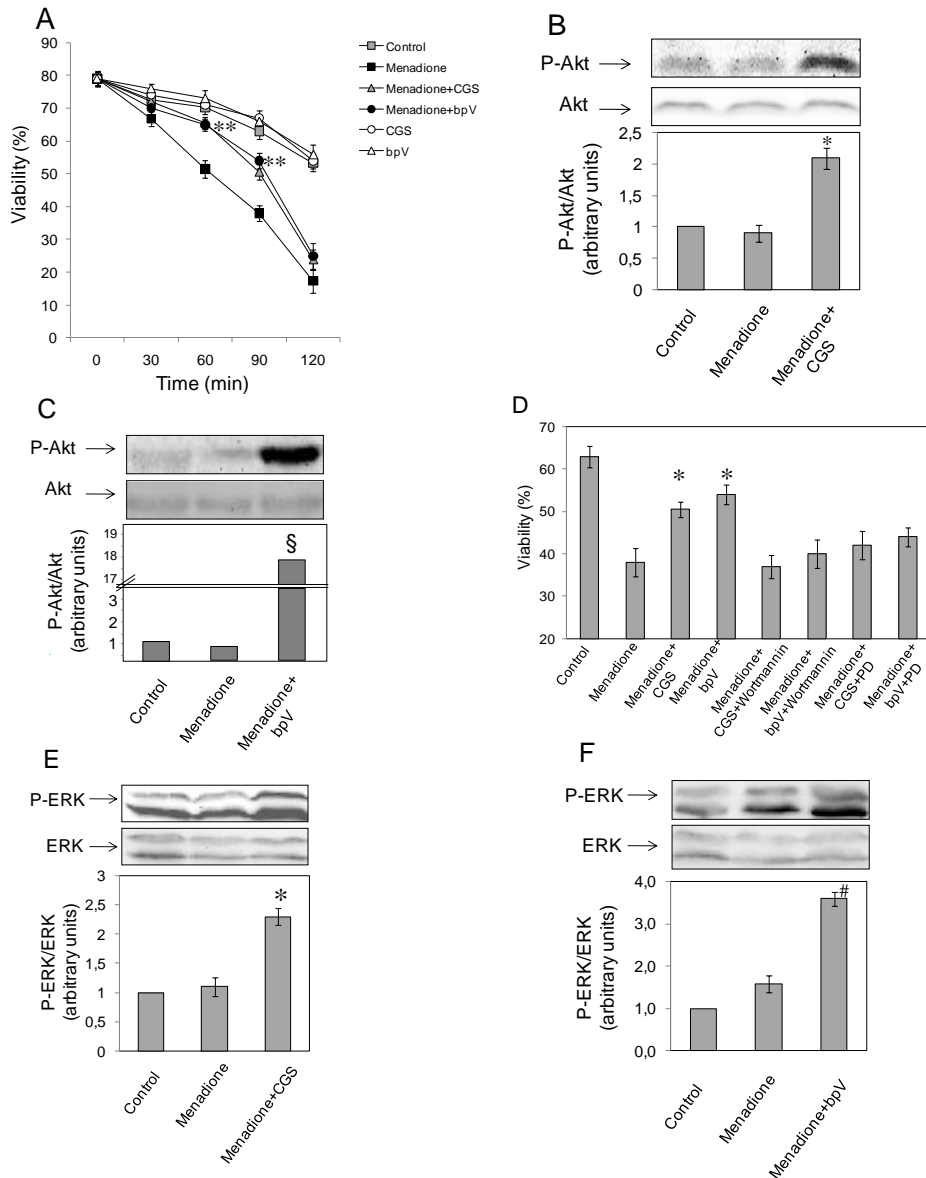 A
Viability (%)
90
80
70
60
50
40
30
20
10
0
0 30 60 90 120
Time (min)
**
**
Control
Menadione
Menadione+CGS
Menadione+bpV
CGS
bpV
B
P-Akt
Akt
P-Akt/Akt
(arbitrary units)
2,5
2
1,5
1
0,5
0
*
Control
Menadione
Menadione+
CGS
C
P-Akt
Akt
P-Akt/Akt
(arbitrary units)
19
18
17
3
2
1
§
Control
Menadione
Menadione+
bpV
D
Viability (%)
70
60
50
40
30
20
*
*
Control
Menadione
Menadione+
CGS
Menadione+
bpV
Menadione+
CGS+Wortmannin
Menadione+
bpV+Wortmannin
Menadione+
CGS+PD
Menadione+
bpV+PD
E
P-ERK
ERK
P-ERK/ERK
(arbitrary units)
3
2,5
2
1,5
1
0,5
0
*
Control
Menadione
Menadione+CGS
F
P-ERK
ERK
P-ERK/ERK
(arbitrary units)
4,0
3,0
2,0
1,0
0,0
#
Control
Menadione
Menadione+bpV